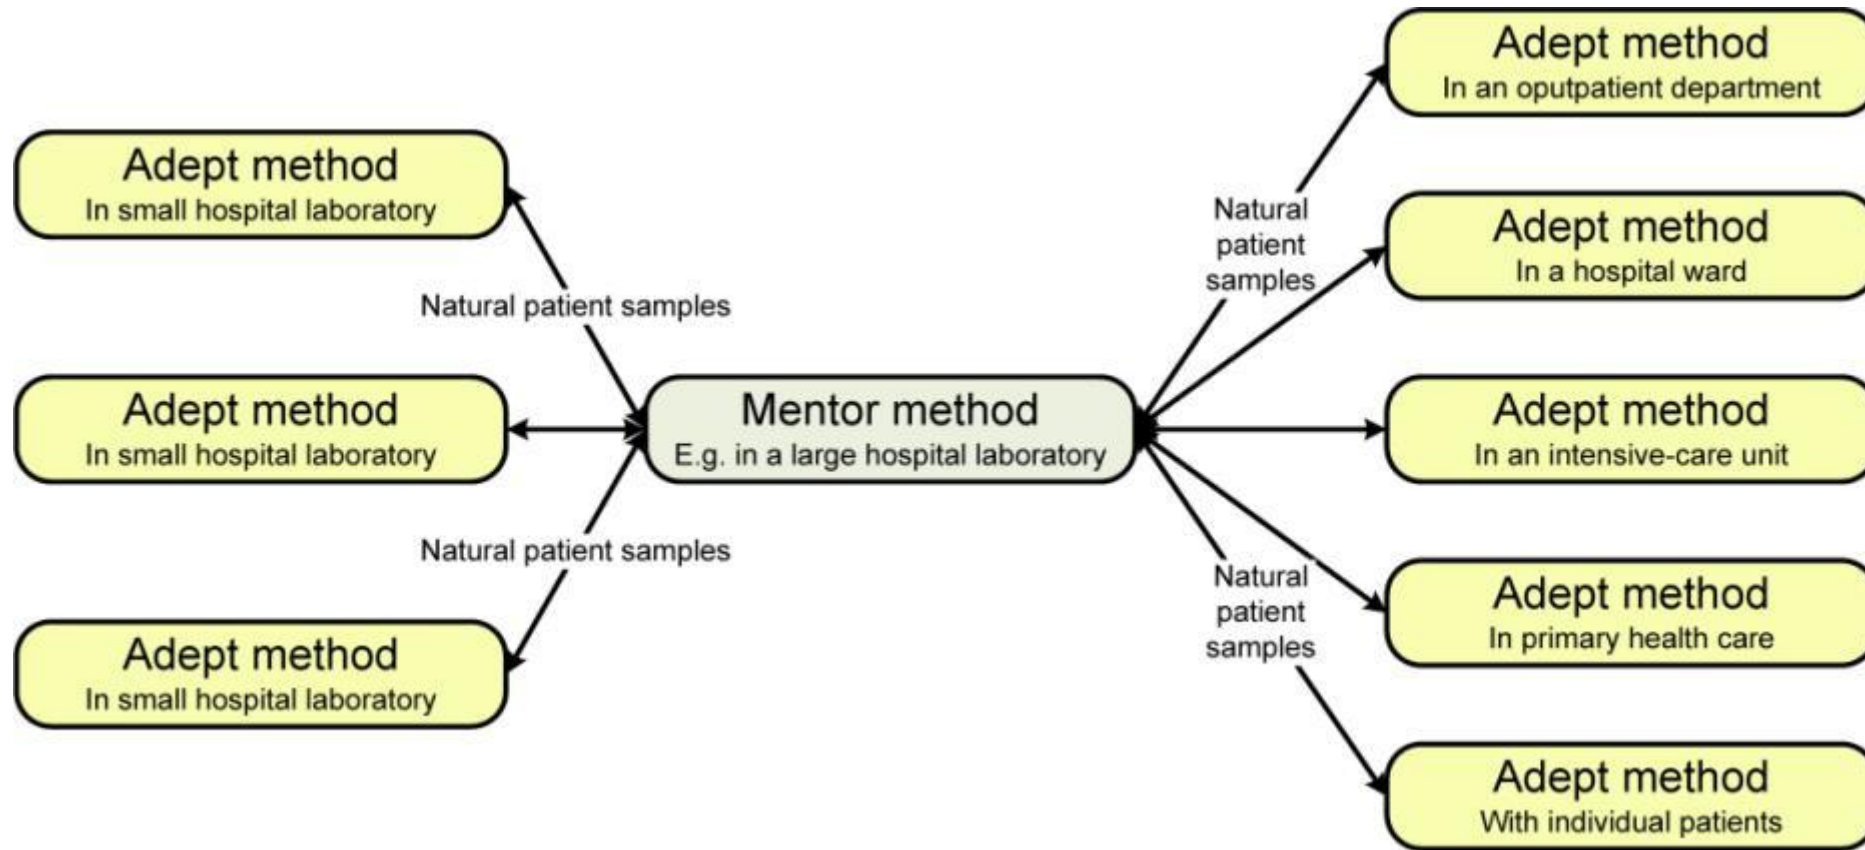 Adept method
In small hospital laboratory
Natural patient samples
Adept method
In small hospital laboratory
Natural patient samples
Adept method
In small hospital laboratory
Mentor method
E.g. in a large hospital laboratory
Natural
patient
samples
Natural
patient
samples
Adept method
In an oputpatient department
Adept method
In a hospital ward
Adept method
In an intensive-care unit
Adept method
In primary health care
Adept method
With individual patients